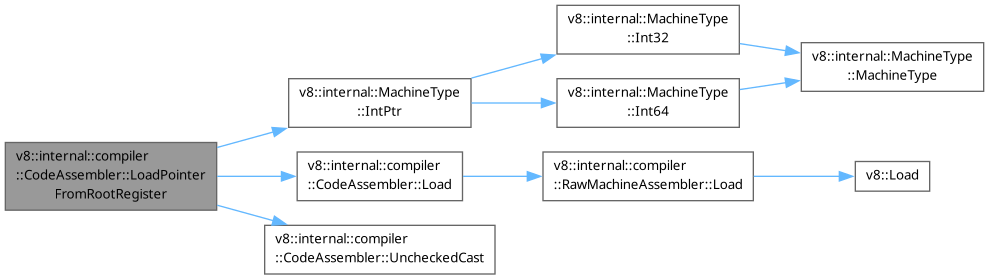 v8::internal::compiler
::CodeAssembler::LoadPointer
FromRootRegister
v8::internal::MachineType
::IntPtr
v8::internal::MachineType
::Int32
v8::internal::MachineType
::MachineType
v8::internal::MachineType
::Int64
v8::internal::compiler
::CodeAssembler::Load
v8::internal::compiler
::RawMachineAssembler::Load
v8::Load
v8::internal::compiler
::CodeAssembler::UncheckedCast